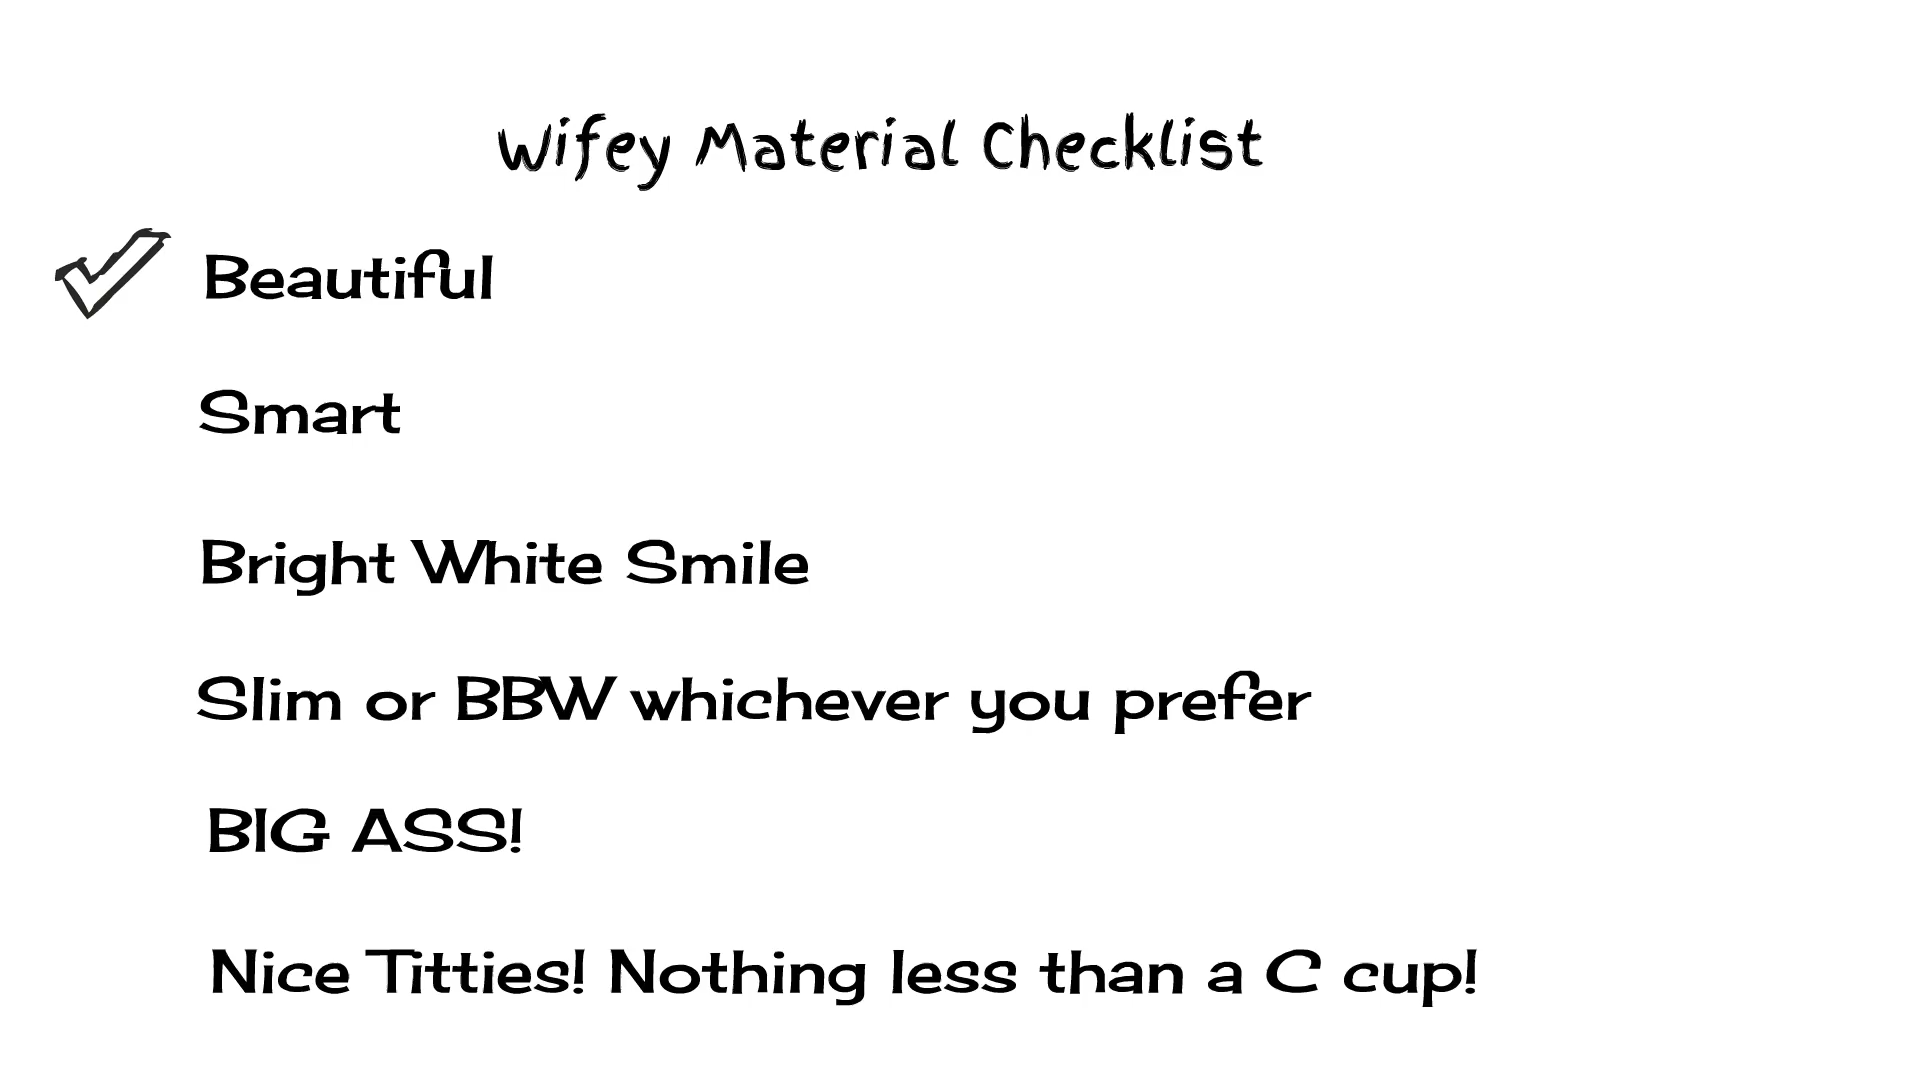 Wifey Material Checklist
Beautiful
Smart
Bright White Smile
Slim or BBW whichever you prefer
BIG ASS!
Nice Titties! Nothing less than a C cup!